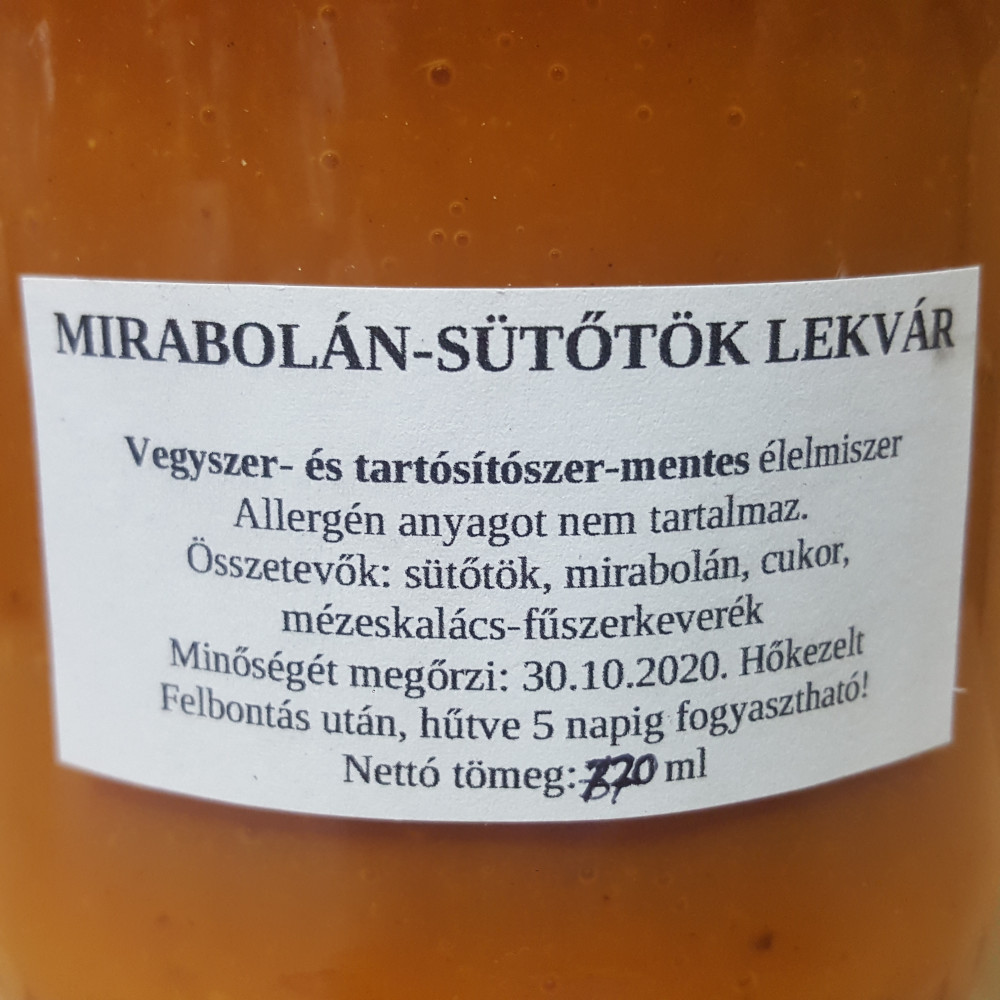 MIRABOLÁN-SÜTŐTÖK LEKVÁR
Vegyszer- és tartósítószer-mentes élelmiszer
Allergén anyagot nem tartalmaz.
Összetevők: sütőtök, mirabolán, cukor,
mézeskalács-fűszerkeverék
Minőségét megőrzi: 30.10.2020. Hőkezelt
Felbontás után, hűtve 5 napig fogyasztható!
Nettó tömeg: ml